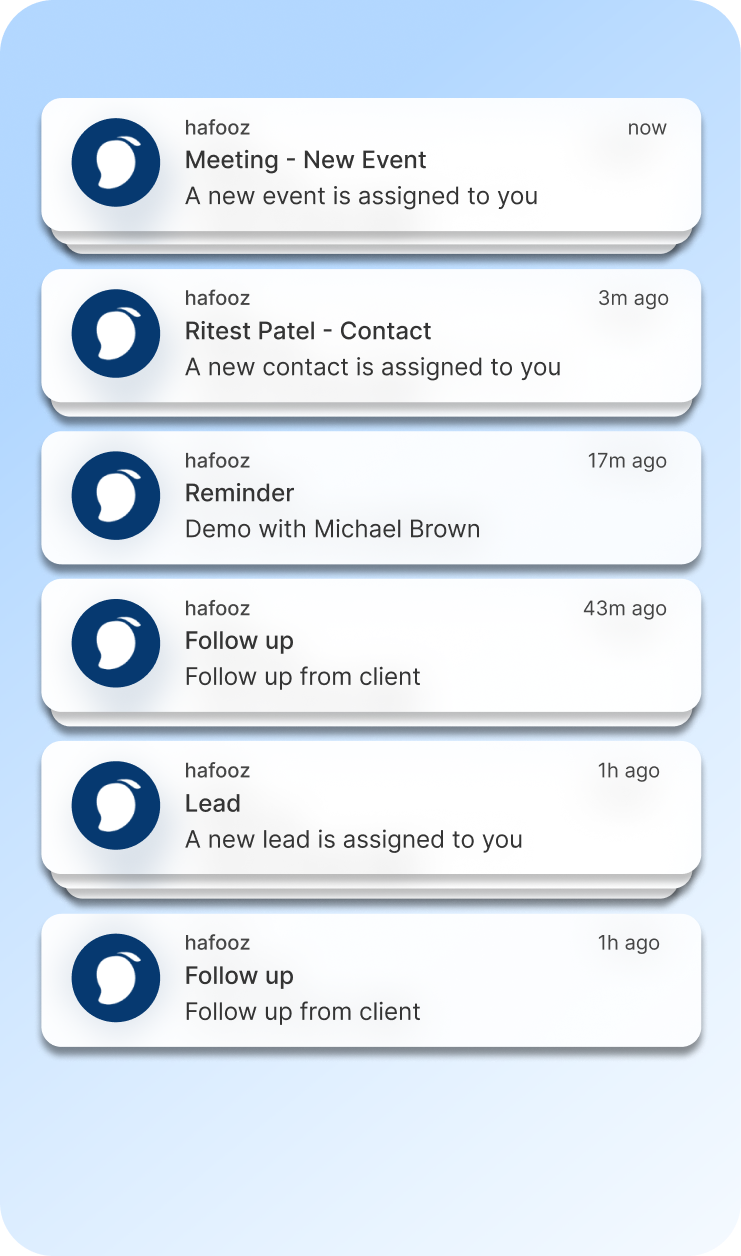 hafooz
now
Meeting - New Event
A new event is assigned to you
hafooz
3m ago
Ritest Patel - Contact
A new contact is assigned to you
hafooz
17m ago
Reminder
Demo with Michael Brown
hafooz
43m ago
Follow up
Follow up from client
hafooz
1h ago
Lead
A new lead is assigned to you
hafooz
1h ago
Follow up
Follow up from client